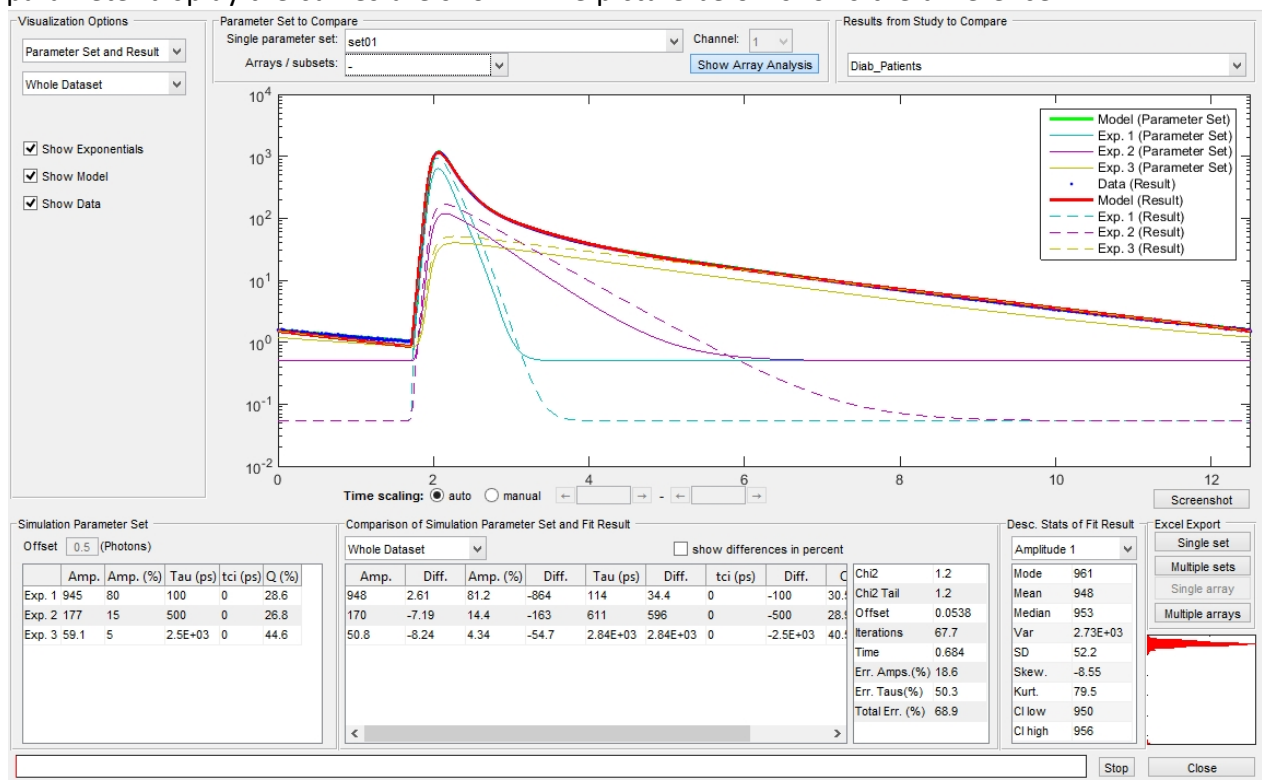 Visualization Options
Parameter Set and Result
Whole Dataset
Show Exponentials
Show Model
Show Data
Parameter Set to Compare
Single parameter set: set01 Channel: 1
Arrays / subsets: - Show Array Analysis
Results from Study to Compare
Diab_Patients
10^4
10^3
10^2
10^1
10^0
10^-1
10^-2
0 2 4 6 8 10 12
Model (Parameter Set)
Exp. 1 (Parameter Set)
Exp. 2 (Parameter Set)
Exp. 3 (Parameter Set)
Data (Result)
Model (Result)
Exp. 1 (Result)
Exp. 2 (Result)
Exp. 3 (Result)
Time scaling: auto manual ← → - ← →
Screenshot
Simulation Parameter Set
Offset 0.5 (Photons)
Amp. Amp. (%) Tau (ps) tci (ps) Q (%)
Exp. 1 945 80 100 0 28.6
Exp. 2 177 15 500 0 26.8
Exp. 3 59.1 5 2.5E+03 0 44.6
Comparison of Simulation Parameter Set and Fit Result
Whole Dataset show differences in percent
Amp. Diff. Amp. (%) Diff. Tau (ps) Diff. tci (ps) Diff.
948 2.61 81.2 -864 114 34.4 0 -100
170 -7.19 14.4 -163 611 596 0 -500
50.8 -8.24 4.34 -54.7 2.84E+03 2.84E+03 0 -2.5E+03
Chi2 1.2
Chi2 Tail 1.2
Offset 0.0538
Iterations 67.7
Time 0.684
Err. Amps.(%) 18.6
Err. Taus(%) 50.3
Total Err. (%) 68.9
Desc. Stats of Fit Result
Amplitude 1
Mode 961
Mean 948
Median 953
Var 2.73E+03
SD 52.2
Skew. -8.55
Kurt. 79.5
CI low 950
CI high 956
Excel Export
Single set
Multiple sets
Single array
Multiple arrays
Stop Close